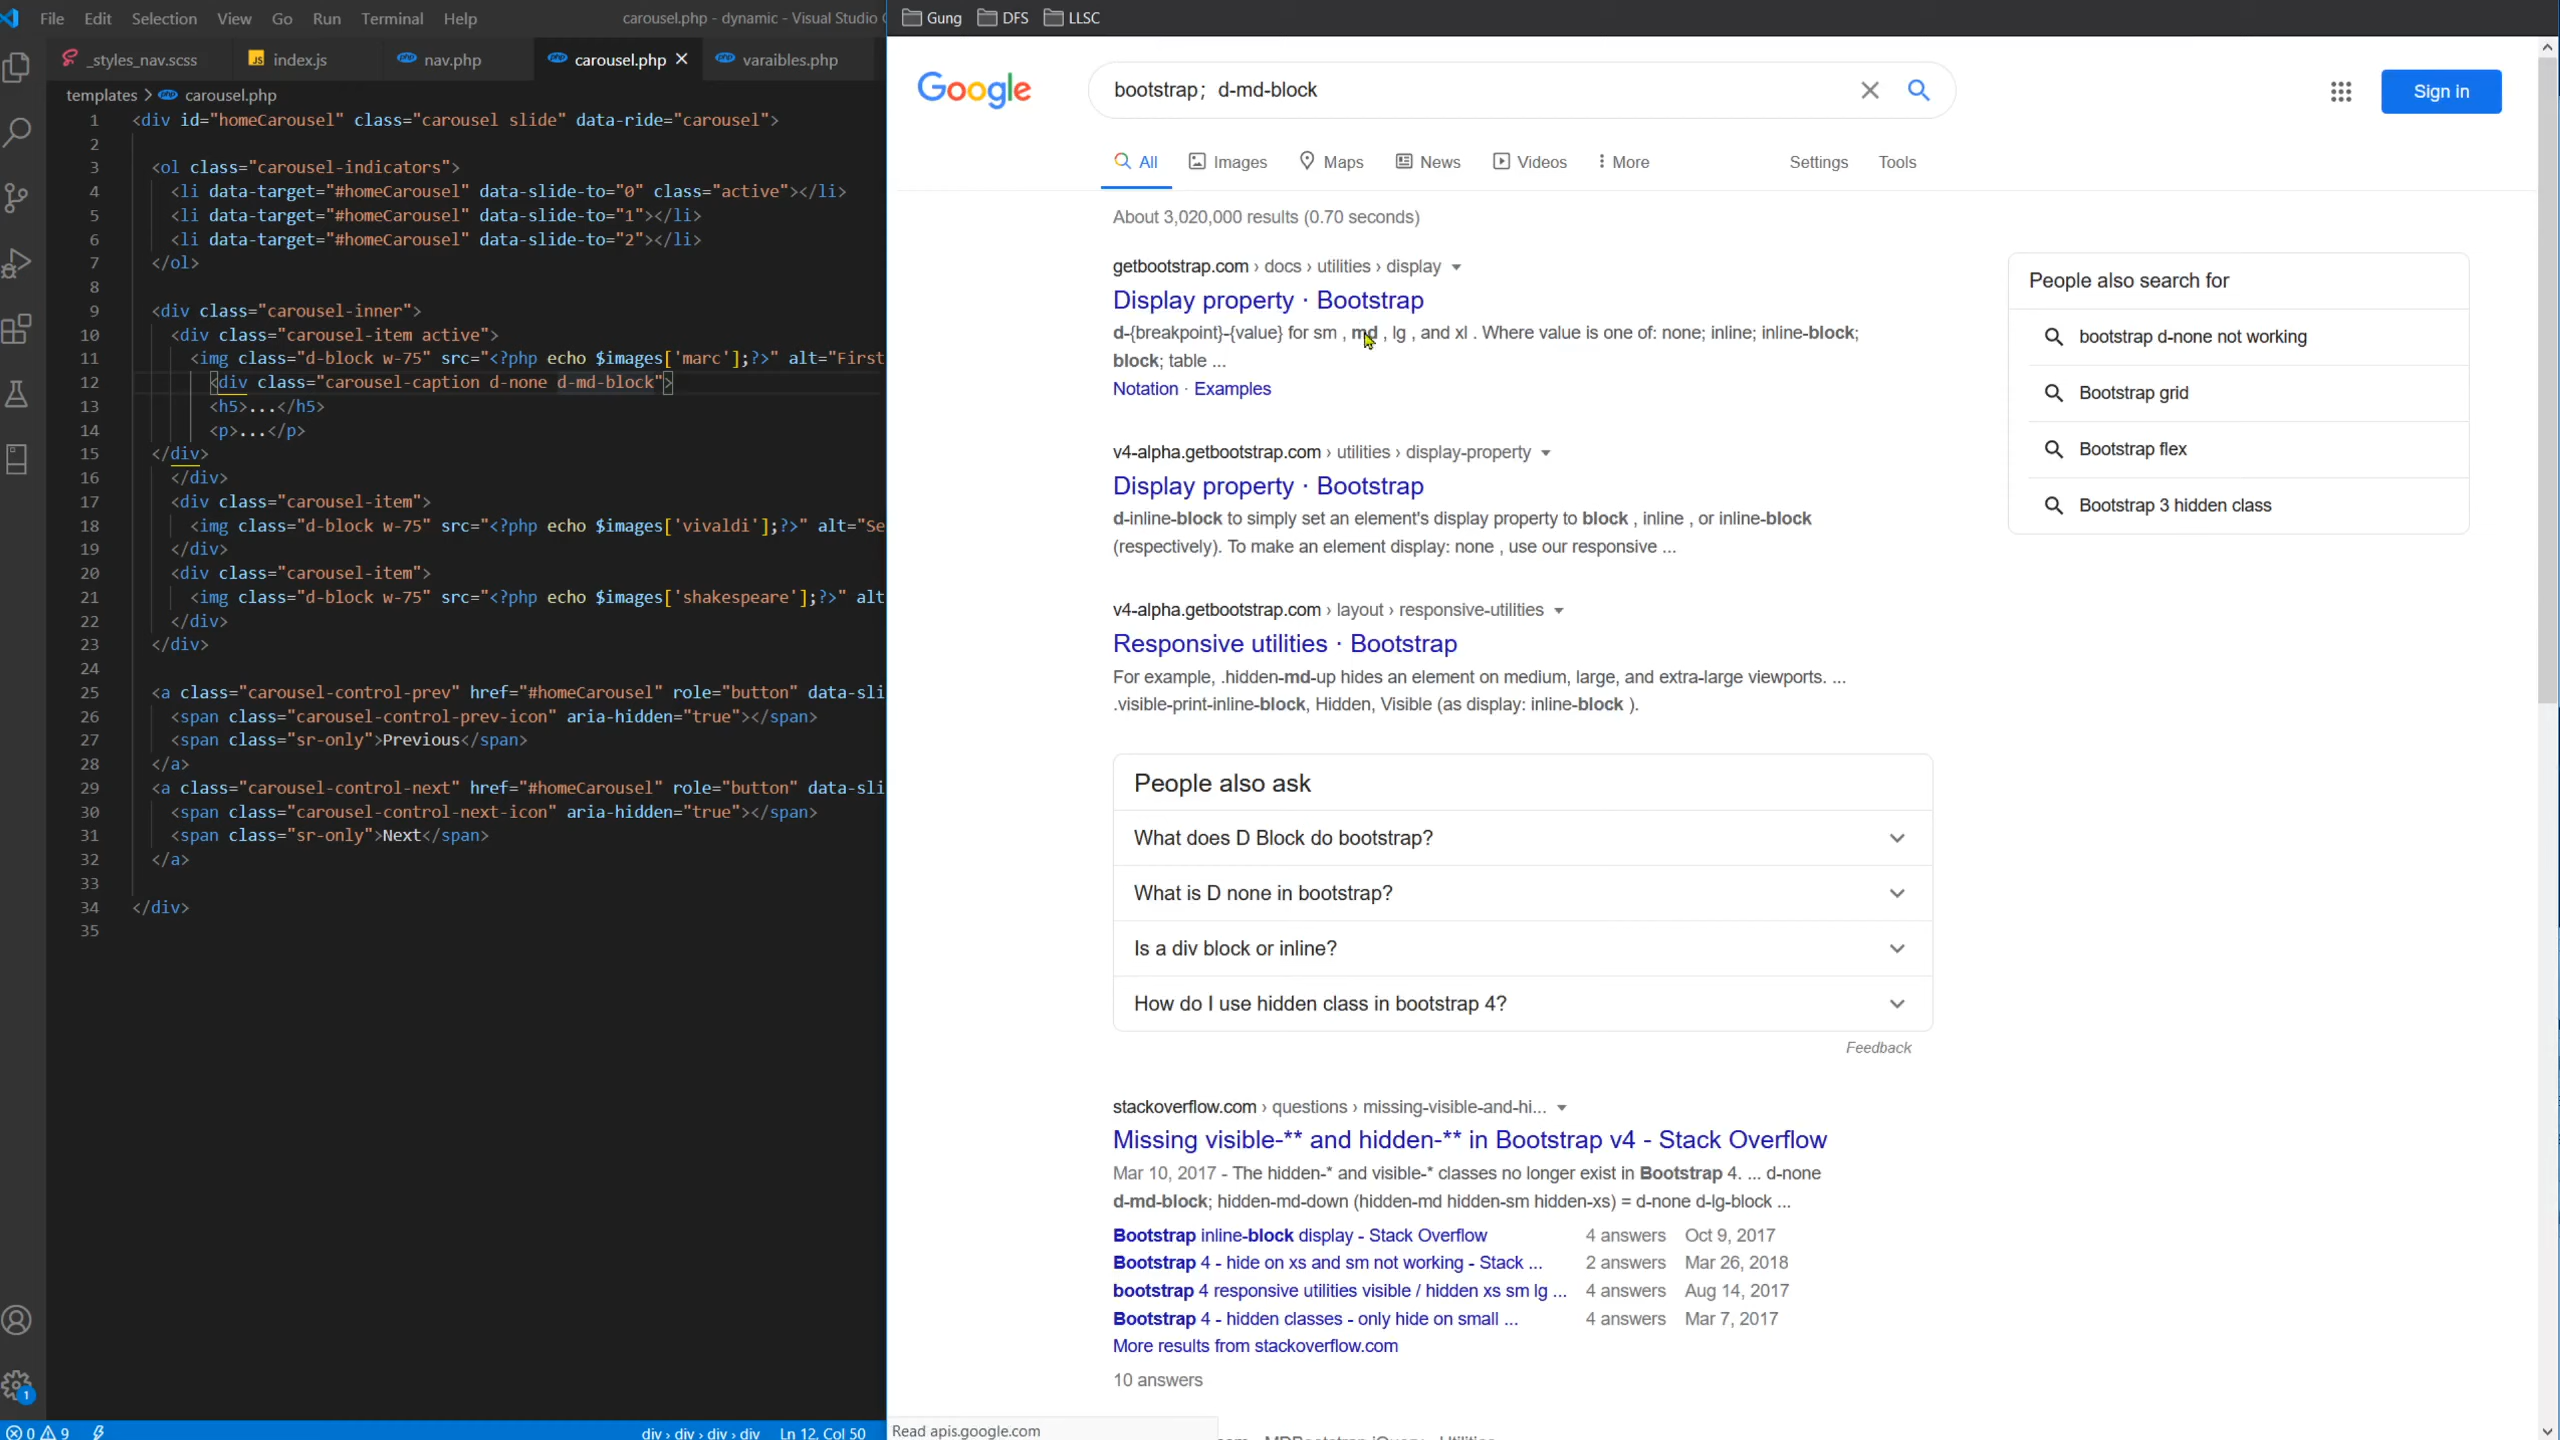 File Edit Selection View Go Run Terminal Help carousel.php - dynamic - Visual Studio
_styles_nav.scss index.js nav.php carousel.php varaibles.php
templates > carousel.php
1 <div id="homeCarousel" class="carousel slide" data-ride="carousel">
2
3 <ol class="carousel-indicators">
4 <li data-target="#homeCarousel" data-slide-to="0" class="active"></li>
5 <li data-target="#homeCarousel" data-slide-to="1"></li>
6 <li data-target="#homeCarousel" data-slide-to="2"></li>
7 </ol>
8
9 <div class="carousel-inner">
10 <div class="carousel-item active">
11 <img class="d-block w-75" src="<?php echo $images['marc'];?>" alt="First
12 <div class="carousel-caption d-none d-md-block">
13 <h5>...</h5>
14 <p>...</p>
15 </div>
16 </div>
17 <div class="carousel-item">
18 <img class="d-block w-75" src="<?php echo $images['vivaldi'];?>" alt="Se
19 </div>
20 <div class="carousel-item">
21 <img class="d-block w-75" src="<?php echo $images['shakespeare'];?>" alt
22 </div>
23 </div>
24
25 <a class="carousel-control-prev" href="#homeCarousel" role="button" data-sli
26 <span class="carousel-control-prev-icon" aria-hidden="true"></span>
27 <span class="sr-only">Previous</span>
28 </a>
29 <a class="carousel-control-next" href="#homeCarousel" role="button" data-sli
30 <span class="carousel-control-next-icon" aria-hidden="true"></span>
31 <span class="sr-only">Next</span>
32 </a>
33
34 </div>
35
1
0 9 div > div > div > div Ln 12, Col 50
Gung DFS LLSC
Google bootstrap; d-md-block Sign in
All Images Maps News Videos More Settings Tools
About 3,020,000 results (0.70 seconds)
getbootstrap.com › docs › utilities › display
Display property · Bootstrap
d-{breakpoint}-{value} for sm , md , lg , and xl . Where value is one of: none; inline; inline-block;
block; table ...
Notation · Examples
v4-alpha.getbootstrap.com › utilities › display-property
Display property · Bootstrap
d-inline-block to simply set an element's display property to block , inline , or inline-block
(respectively). To make an element display: none , use our responsive ...
v4-alpha.getbootstrap.com › layout › responsive-utilities
Responsive utilities · Bootstrap
For example, .hidden-md-up hides an element on medium, large, and extra-large viewports. ...
.visible-print-inline-block, Hidden, Visible (as display: inline-block ).
People also ask
What does D Block do bootstrap?
What is D none in bootstrap?
Is a div block or inline?
How do I use hidden class in bootstrap 4?
Feedback
stackoverflow.com › questions › missing-visible-and-hi...
Missing visible-** and hidden-** in Bootstrap v4 - Stack Overflow
Mar 10, 2017 - The hidden-* and visible-* classes no longer exist in Bootstrap 4. ... d-none
d-md-block; hidden-md-down (hidden-md hidden-sm hidden-xs) = d-none d-lg-block ...
Bootstrap inline-block display - Stack Overflow 4 answers Oct 9, 2017
Bootstrap 4 - hide on xs and sm not working - Stack ... 2 answers Mar 26, 2018
bootstrap 4 responsive utilities visible / hidden xs sm lg ... 4 answers Aug 14, 2017
Bootstrap 4 - hidden classes - only hide on small ... 4 answers Mar 7, 2017
More results from stackoverflow.com
10 answers
Read apis.google.com
People also search for
bootstrap d-none not working
Bootstrap grid
Bootstrap flex
Bootstrap 3 hidden class